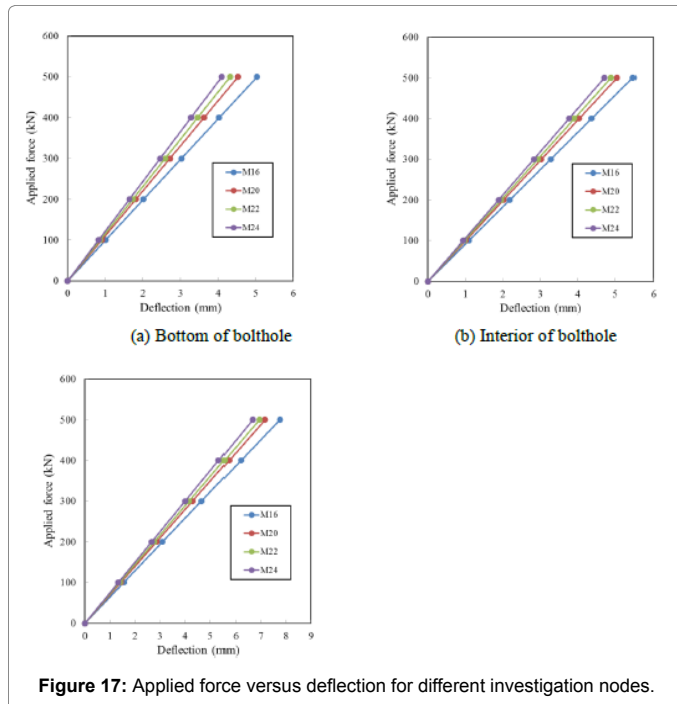 600
500
400
300
200
100
0
Applied force (kN)
M16
M20
M22
M24
0 1 2 3 4 5 6
Deflection (mm)
(a) Bottom of bolthole
600
500
400
300
200
100
0
Applied force (kN)
M16
M20
M22
M24
0 1 2 3 4 5 6
Deflection (mm)
(b) Interior of bolthole
600
500
400
300
200
100
0
Applied force (kN)
M16
M20
M22
M24
0 1 2 3 4 5 6 7 8 9
Deflection (mm)
Figure 17: Applied force versus deflection for different investigation nodes.